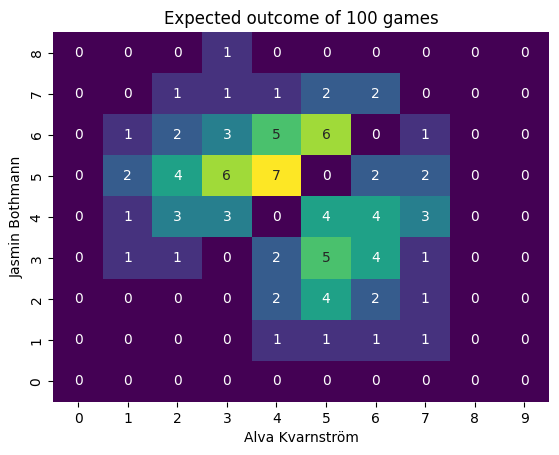 Expected outcome of 100 games
Jasmin Bothmann
8 0 0 0 1 0 0 0 0 0 0
7 0 0 1 1 1 2 2 0 0 0
6 0 1 2 3 5 6 0 1 0 0
5 0 2 4 6 7 0 2 2 0 0
4 0 1 3 3 0 4 4 3 0 0
3 0 1 1 0 2 5 4 1 0 0
2 0 0 0 0 2 4 2 1 0 0
1 0 0 0 0 1 1 1 1 0 0
0 0 0 0 0 0 0 0 0 0 0
0 1 2 3 4 5 6 7 8 9
Alva Kvarnström